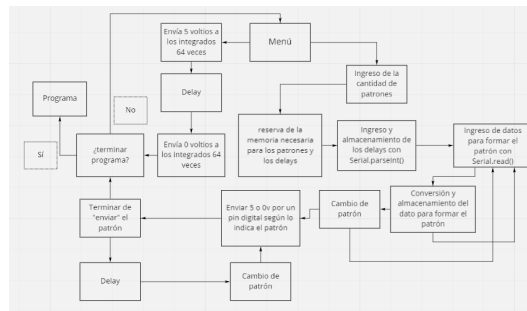 Envía 5 voltios a
los integrados
64 veces
Menú
Ingreso de la
cantidad de
patrones
Delay
Programa
No
Sí
¿terminar
programa?
Envía 0 voltios a
los integrados 64
veces
reserva de la
memoria necesaria
para los patrones y
los delays
Ingreso y
almacenamiento de
los delays con
Serial.parseInt()
Ingreso de datos
para formar el
patrón con
Serial.read()
Terminar de
"enviar" el
patrón
Enviar 5 o 0v por un
pin digital según lo
indica el patrón
Cambio de
patrón
Conversión y
almacenamiento del
dato para formar el
patrón
Delay
Cambio de
patrón